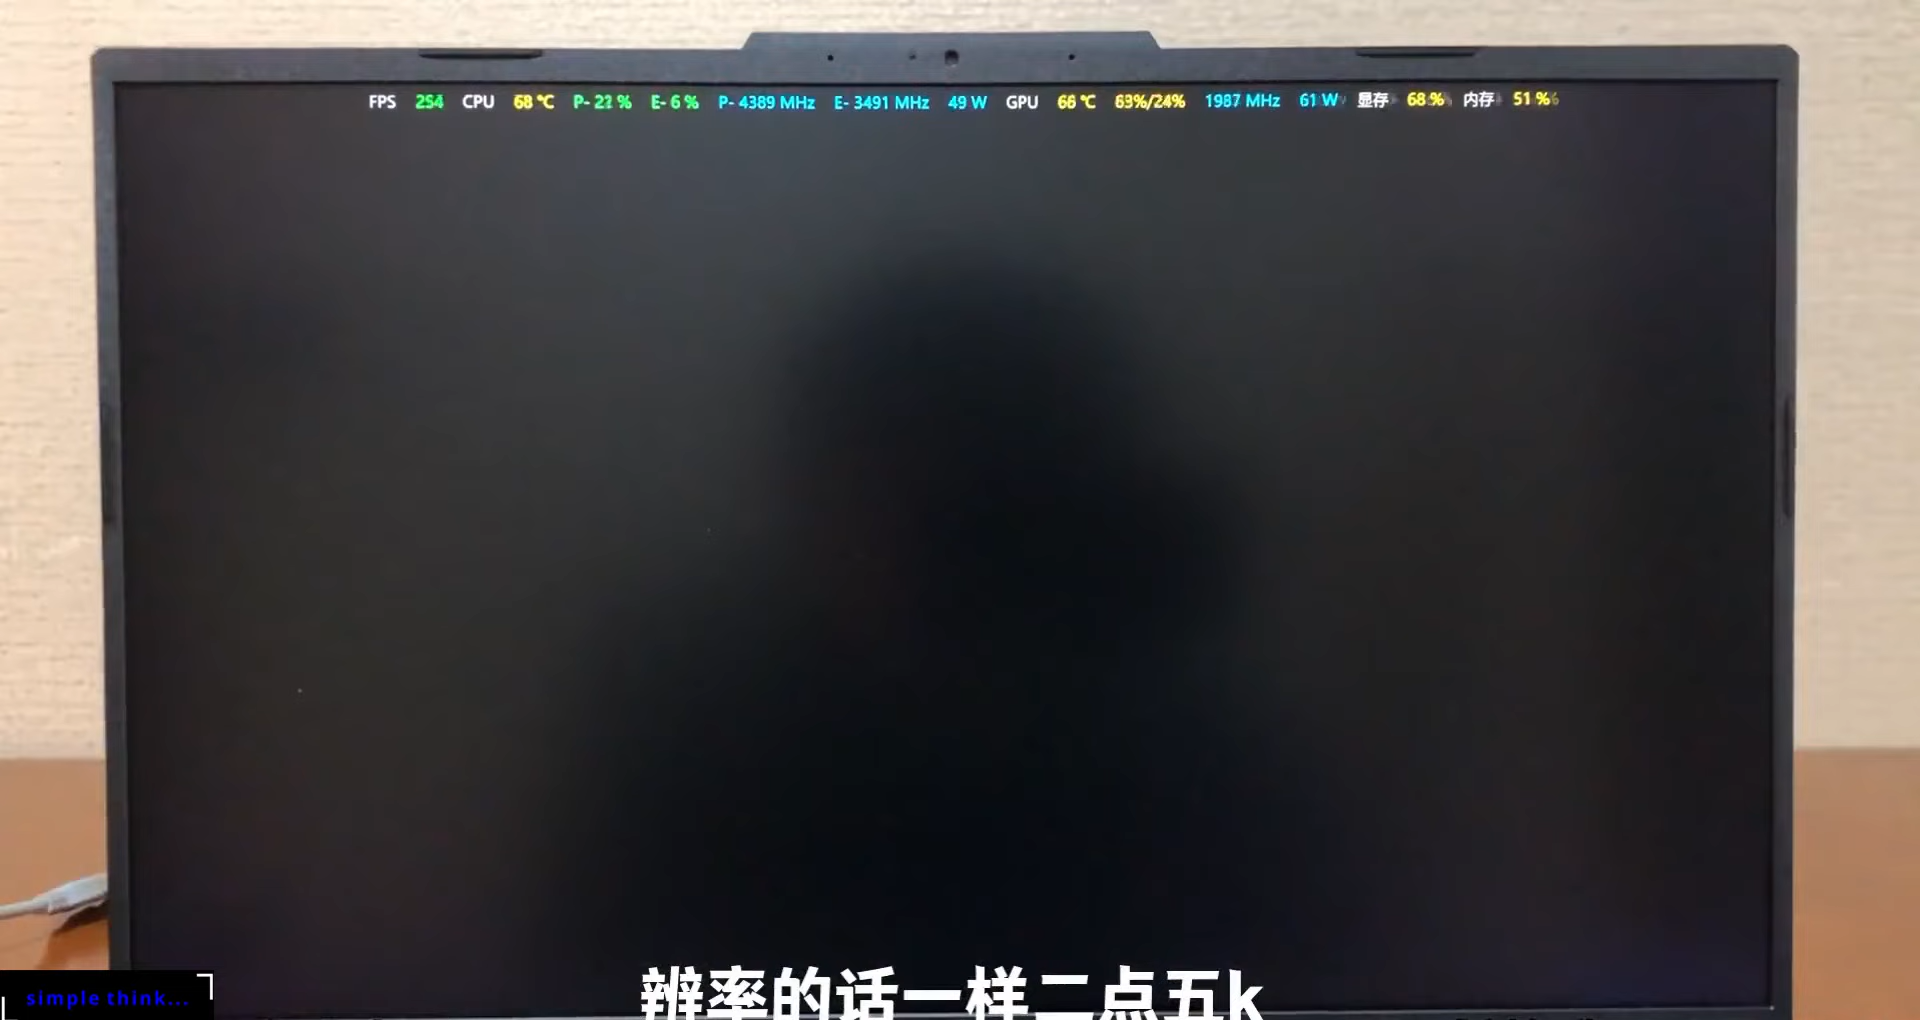 FPS 254 CPU 68 ℃ P- 22 % E- 6 % P- 4389 MHz E- 3491 MHz 49 W GPU 66 ℃ 63%/24% 1987 MHz 61 W 显存 68 % 内存 51 %
simple think...
辨率的话一样二点五k